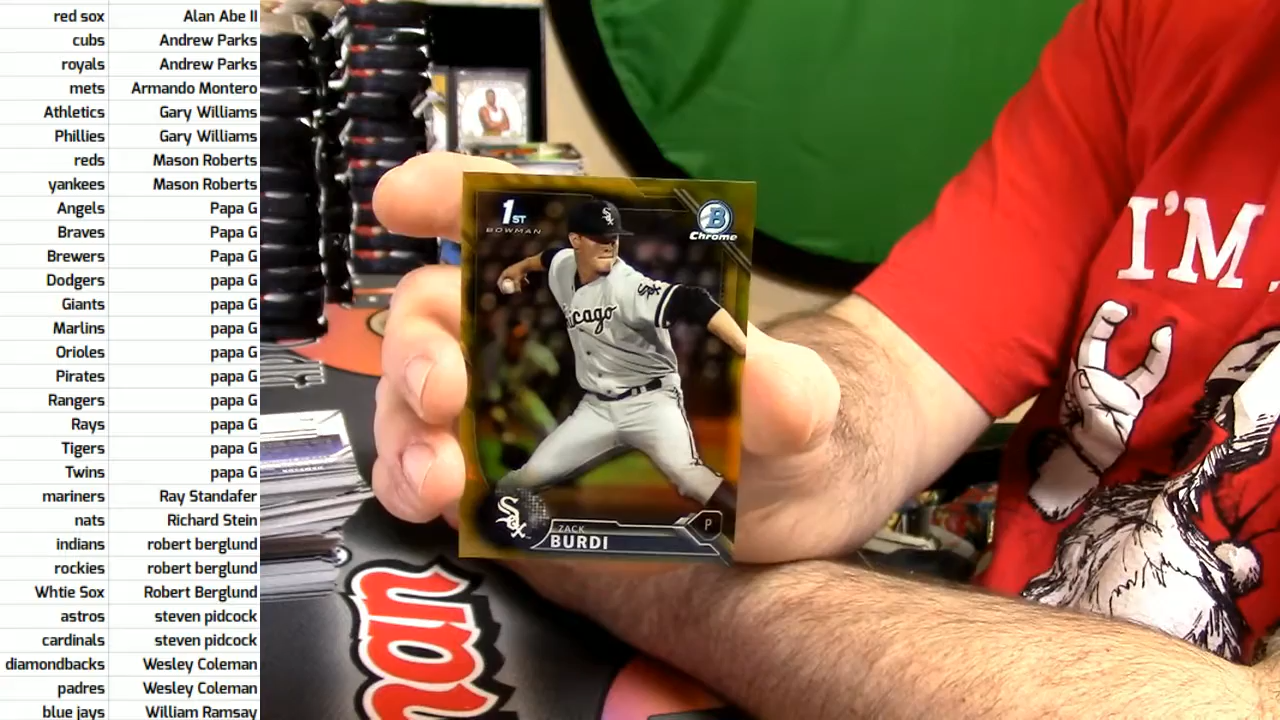 red sox Alan Abe II
cubs Andrew Parks
royals Andrew Parks
mets Armando Montero
Athletics Gary Williams
Phillies Gary Williams
reds Mason Roberts
yankees Mason Roberts
Angels Papa G
Braves Papa G
Brewers Papa G
Dodgers papa G
Giants papa G
Marlins papa G
Orioles papa G
Pirates papa G
Rangers papa G
Rays papa G
Tigers papa G
Twins papa G
mariners Ray Standafer
nats Richard Stein
indians robert berglund
rockies robert berglund
Whtie Sox Robert Berglund
astros steven pidcock
cardinals steven pidcock
diamondbacks Wesley Coleman
padres Wesley Coleman
blue jays William Ramsay
1ST
BOWMAN
B
Chrome
Sox
Sox
Chicago
Sox
ZACK
BURDI
P
I'M